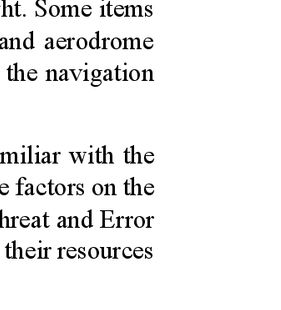 ht. Some items
and aerodrome
the navigation
miliar with the
e factors on the
hreat and Error
their resources